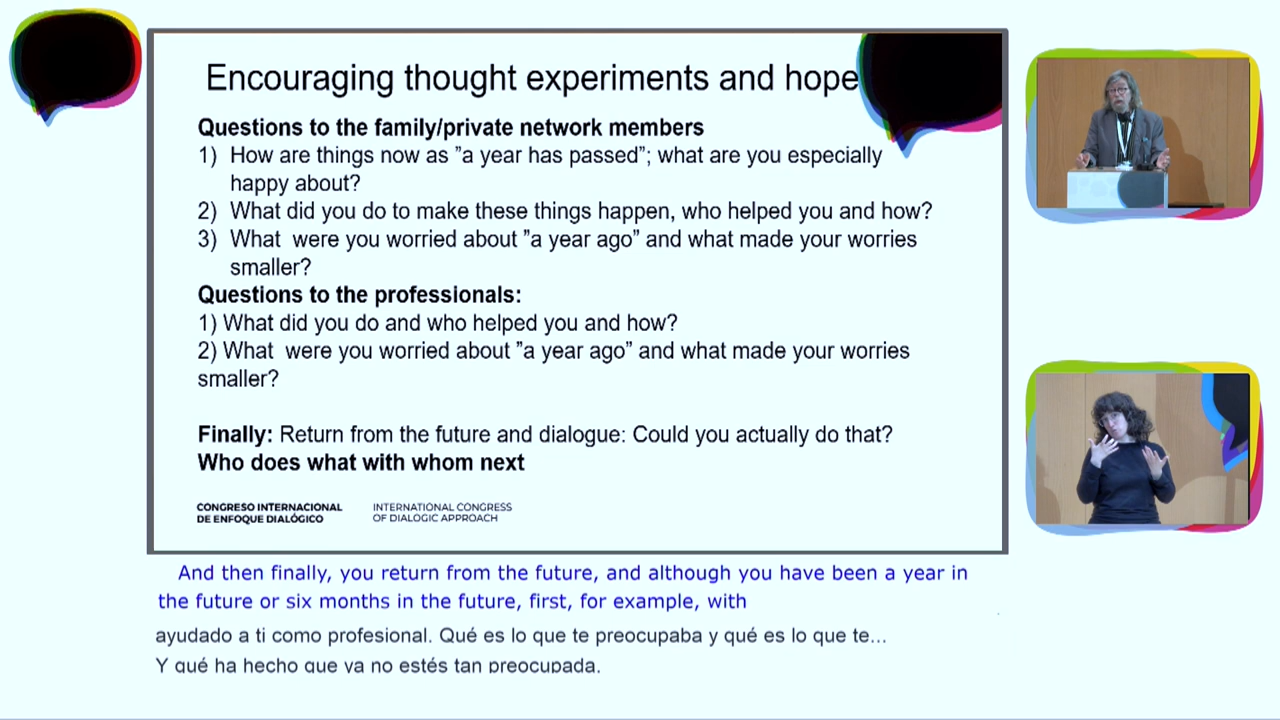 Encouraging thought experiments and hope
Questions to the family/private network members
1) How are things now as ”a year has passed”; what are you especially
happy about?
2) What did you do to make these things happen, who helped you and how?
3) What were you worried about ”a year ago” and what made your worries
smaller?
Questions to the professionals:
1) What did you do and who helped you and how?
2) What were you worried about ”a year ago” and what made your worries
smaller?
Finally: Return from the future and dialogue: Could you actually do that?
Who does what with whom next
CONGRESO INTERNACIONAL
DE ENFOQUE DIALÓGICO
INTERNATIONAL CONGRESS
OF DIALOGIC APPROACH
And then finally, you return from the future, and although you have been a year in
the future or six months in the future, first, for example, with
ayudado a ti como profesional. Qué es lo que te preocupaba y qué es lo que te...
Y qué ha hecho que ya no estés tan preocupada.